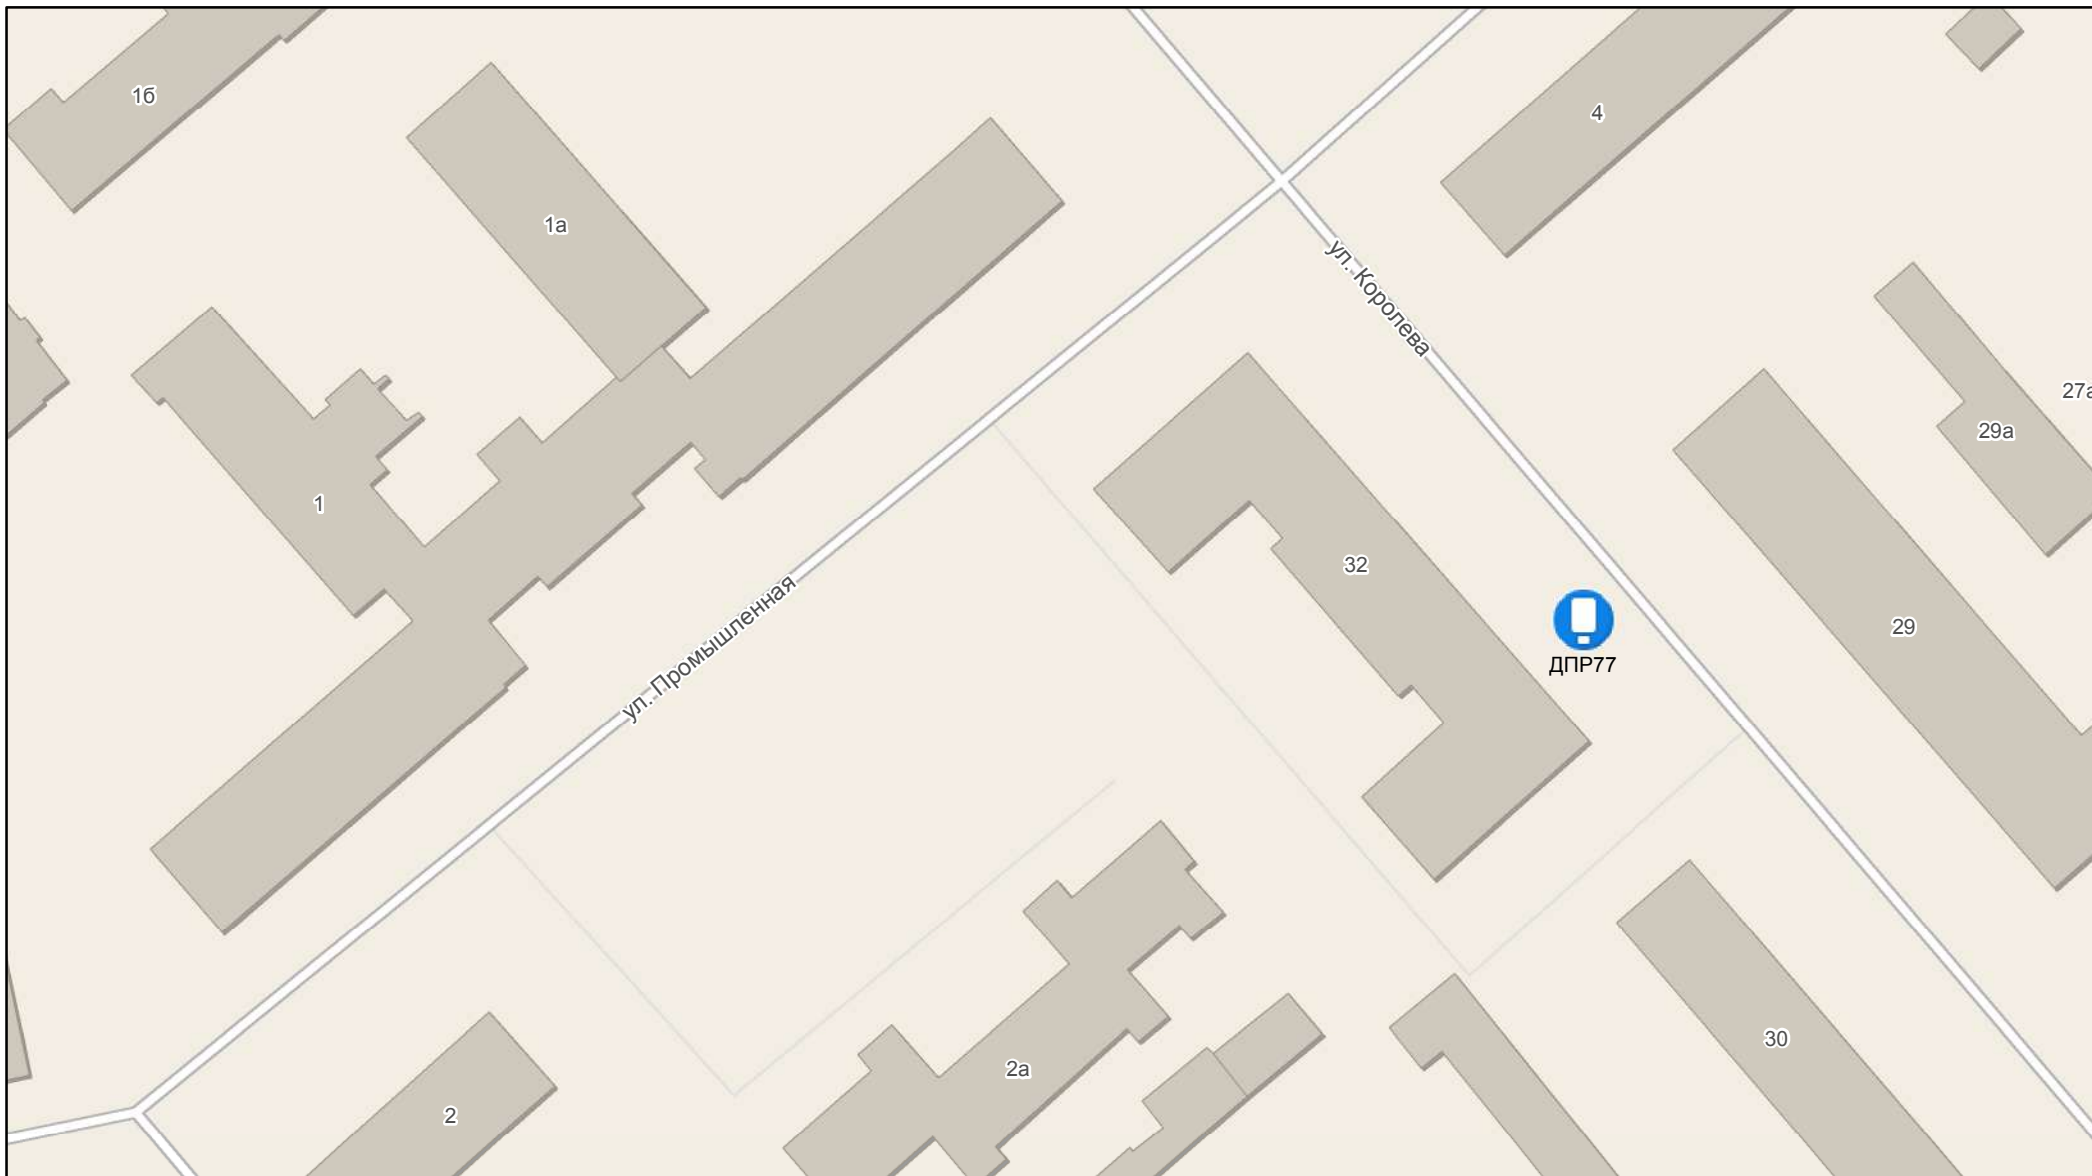 1б
4
1а
ул. Королева
27а
29а
1
32
ул. Промышленная
29
ДПР77
30
2а
2